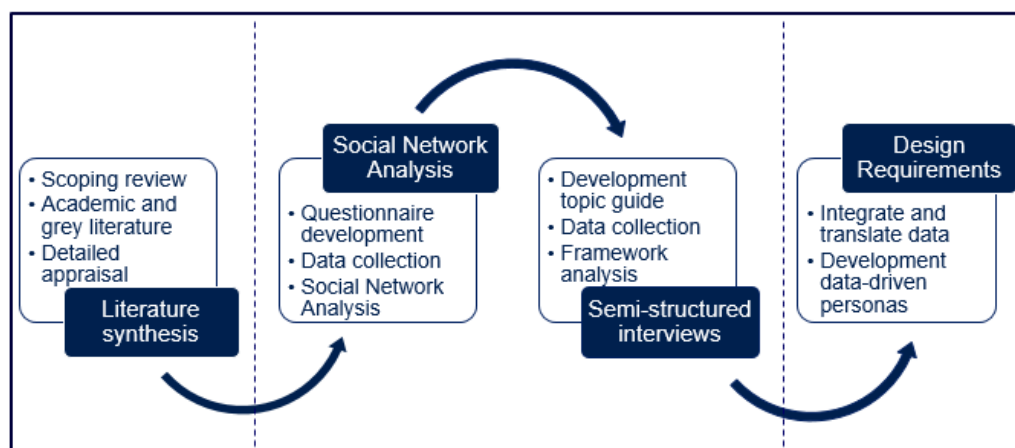 • Scoping review
• Academic and
grey literature
• Detailed
appraisal
Literature
synthesis
Social Network
Analysis
• Questionnaire
development
• Data collection
• Social Network
Analysis
• Development
topic guide
• Data collection
• Framework
analysis
Semi-structured
interviews
Design
Requirements
• Integrate and
translate data
• Development
data-driven
personas